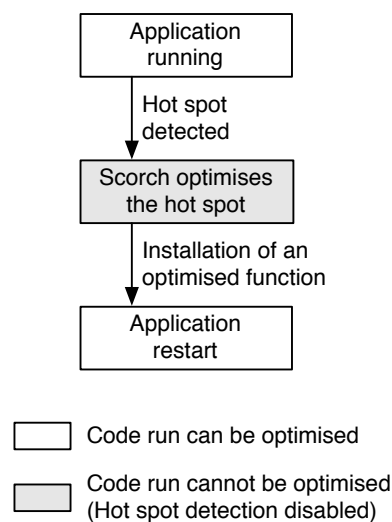 Application
running
Hot spot
detected
Scorch optimises
the hot spot
Installation of an
optimised function
Application
restart
Code run can be optimised
Code run cannot be optimised
(Hot spot detection disabled)